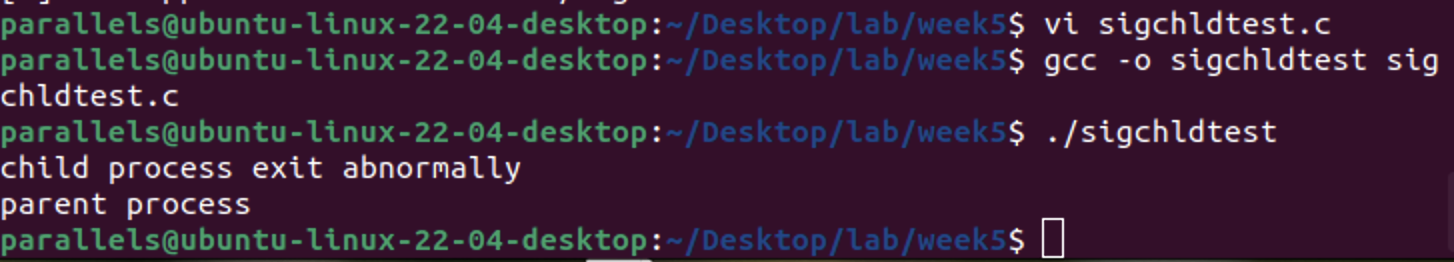 parallels@ubuntu-linux-22-04-desktop:~/Desktop/lab/week5$ vi sigchldtest.c
parallels@ubuntu-linux-22-04-desktop:~/Desktop/lab/week5$ gcc -o sigchldtest sig
chldtest.c
parallels@ubuntu-linux-22-04-desktop:~/Desktop/lab/week5$ ./sigchldtest
child process exit abnormally
parent process
parallels@ubuntu-linux-22-04-desktop:~/Desktop/lab/week5$